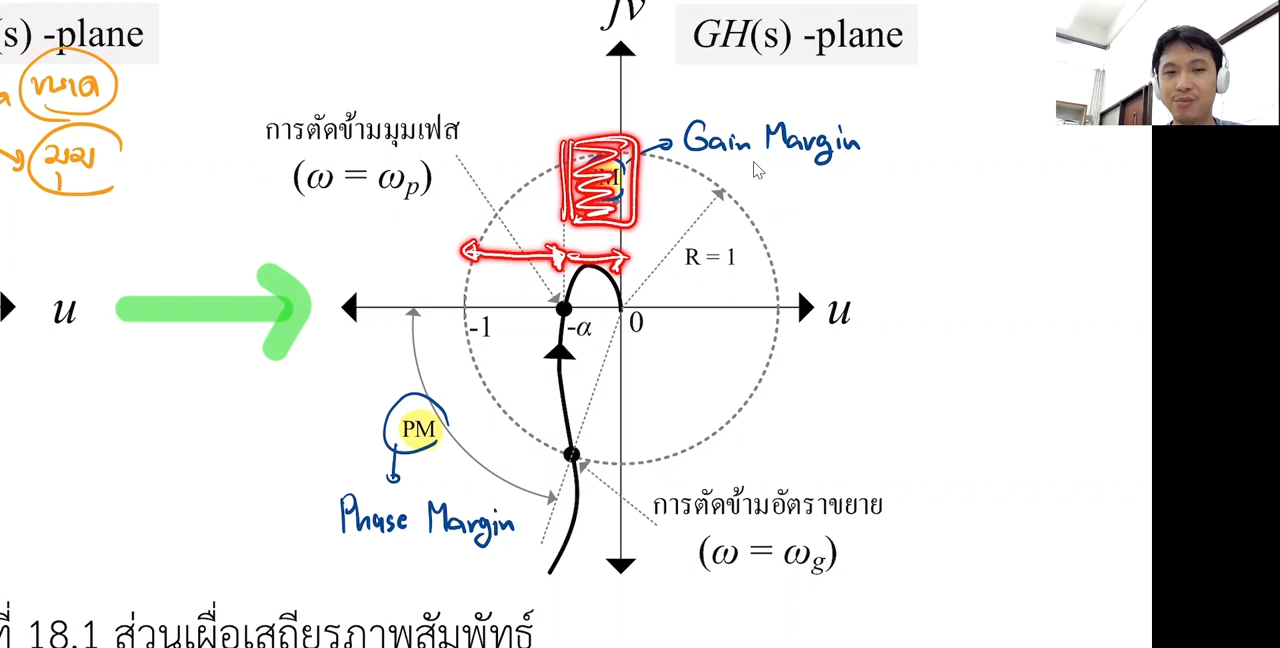 (s) -plane
jv
GH(s) -plane
ขนาด
มุม
การตัดข้ามมุมเฟส
(ω = ωp)
Gain Margin
R = 1
u
u
-1
-α
0
PM
Phase Margin
การตัดข้ามอัตราขยาย
(ω = ωg)
ที่ 18.1 ส่วนเผื่อเสถียรภาพสัมพัทธ์